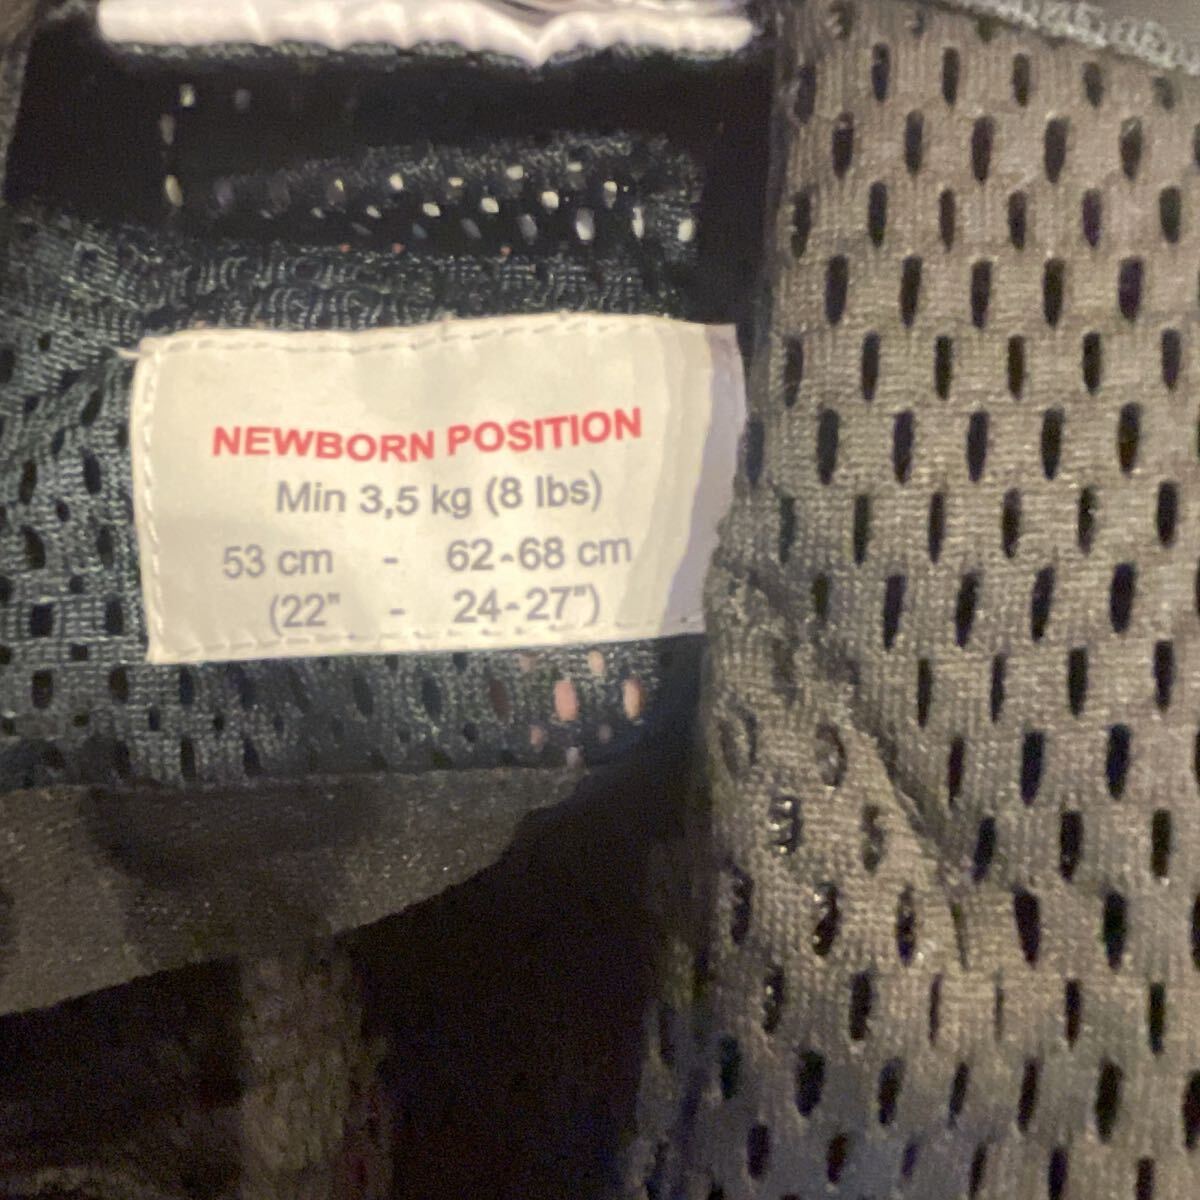 NEWBORN POSITION
Min 3,5 kg (8 lbs)
53 cm - 62-68 cm
(22" - 24-27")